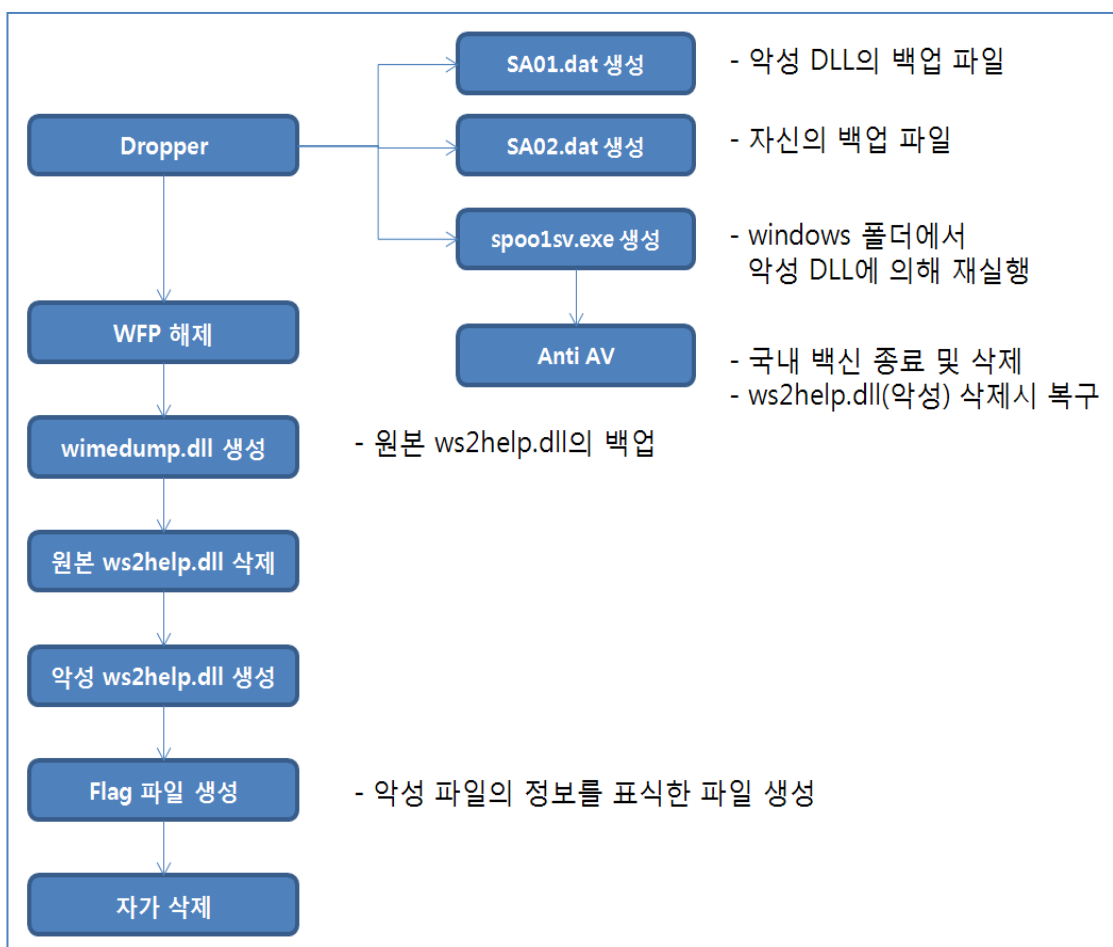 SA01.dat 생성
- 악성 DLL의 백업 파일
Dropper
SA02.dat 생성
- 자신의 백업 파일
spoo1sv.exe 생성
- windows 폴더에서
악성 DLL에 의해 재실행
WFP 해제
Anti AV
- 국내 백신 종료 및 삭제
- ws2help.dll(악성) 삭제시 복구
wimedump.dll 생성
- 원본 ws2help.dll의 백업
원본 ws2help.dll 삭제
악성 ws2help.dll 생성
Flag 파일 생성
- 악성 파일의 정보를 표식한 파일 생성
자가 삭제